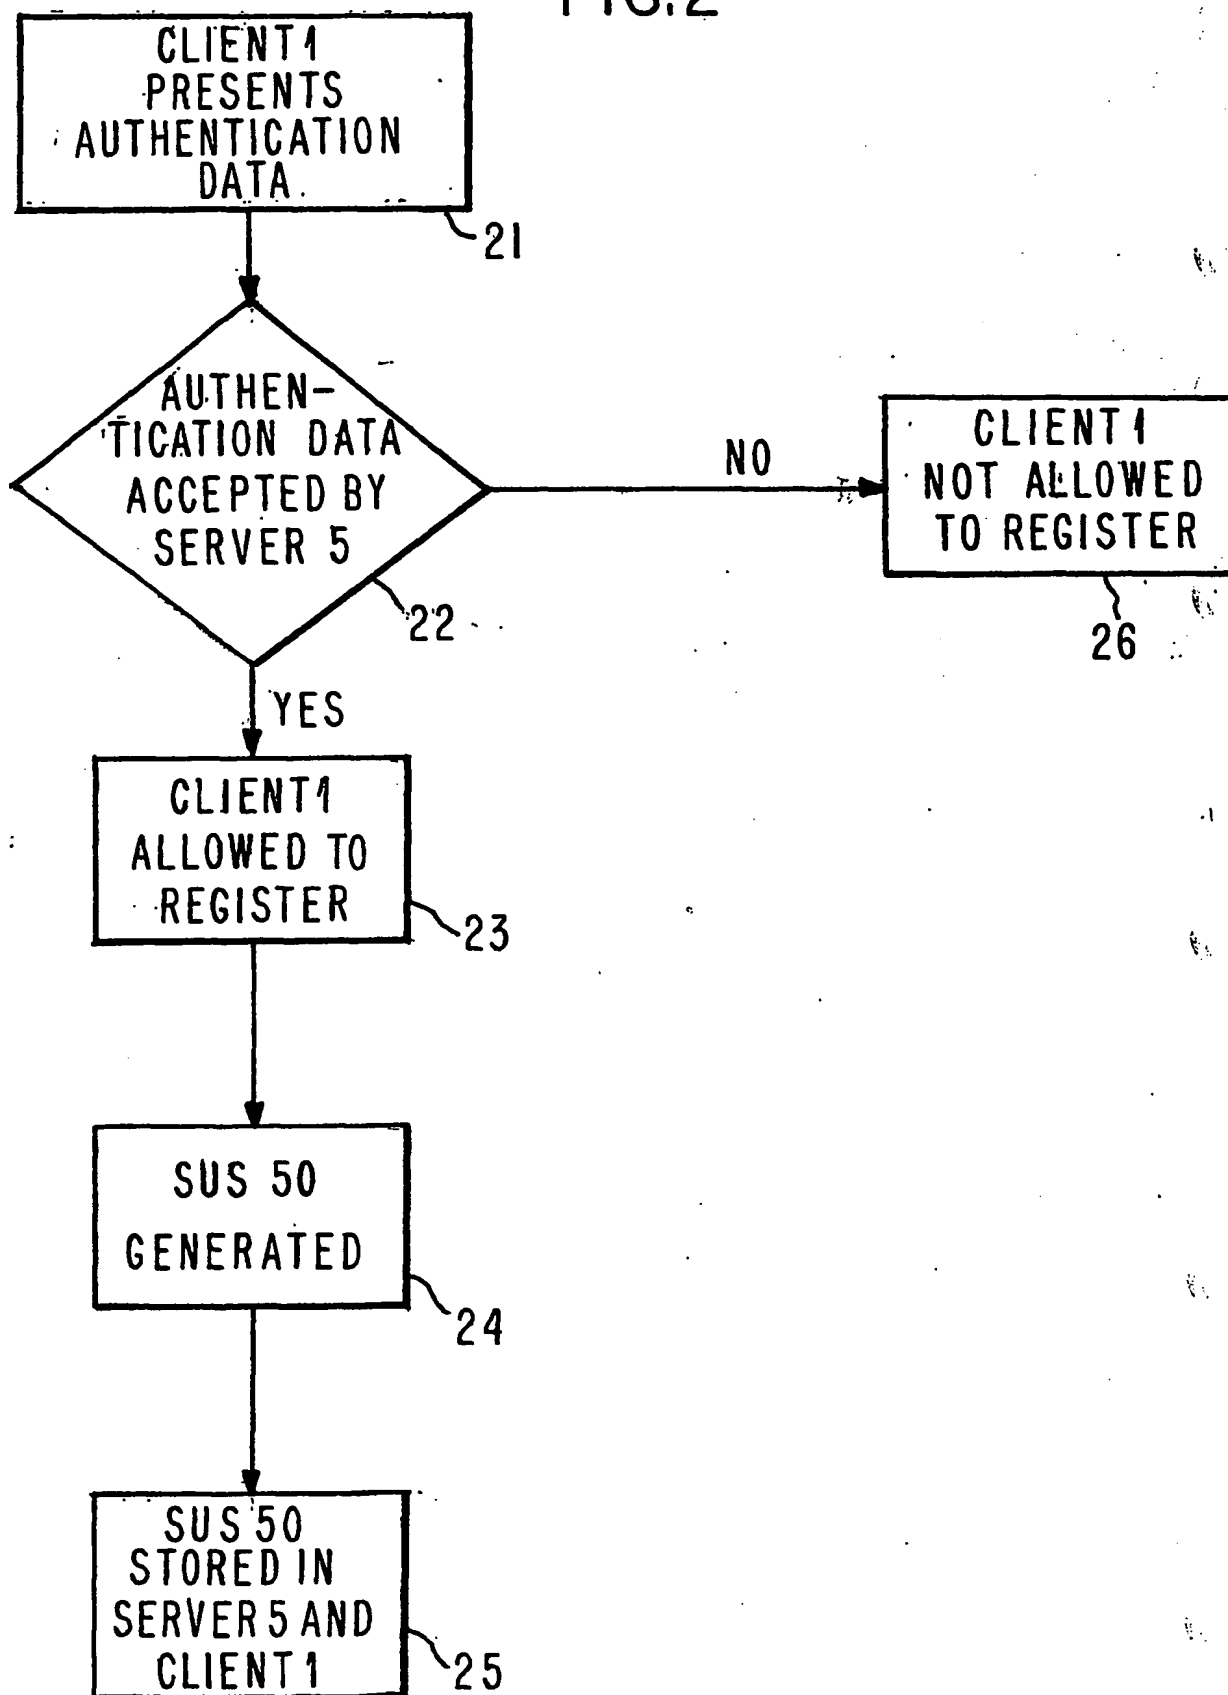 FIG.2
CLIENT 1
PRESENTS
AUTHENTICATION
DATA
21
AUTHEN-
TICATION DATA
ACCEPTED BY
SERVER 5
22
NO
CLIENT 1
NOT ALLOWED
TO REGISTER
26
YES
CLIENT 1
ALLOWED TO
REGISTER
23
SUS 50
GENERATED
24
SUS 50
STORED IN
SERVER 5 AND
CLIENT 1
25